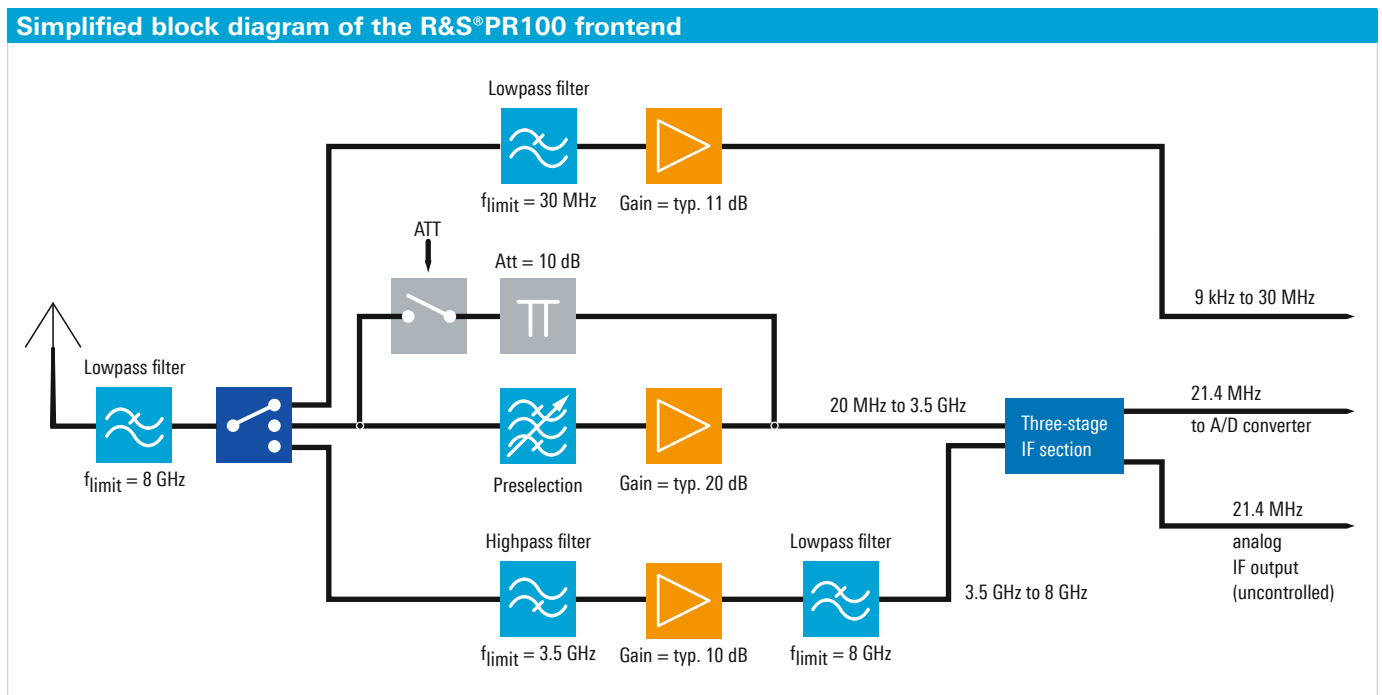 Simplified block diagram of the R&S®PR100 frontend
Lowpass filter
flimit = 30 MHz
Gain = typ. 11 dB
ATT
Att = 10 dB
9 kHz to 30 MHz
Lowpass filter
flimit = 8 GHz
Preselection
Gain = typ. 20 dB
20 MHz to 3.5 GHz
Three-stage
IF section
21.4 MHz
to A/D converter
21.4 MHz
analog
IF output
(uncontrolled)
Highpass filter
flimit = 3.5 GHz
Gain = typ. 10 dB
Lowpass filter
flimit = 8 GHz
3.5 GHz to 8 GHz